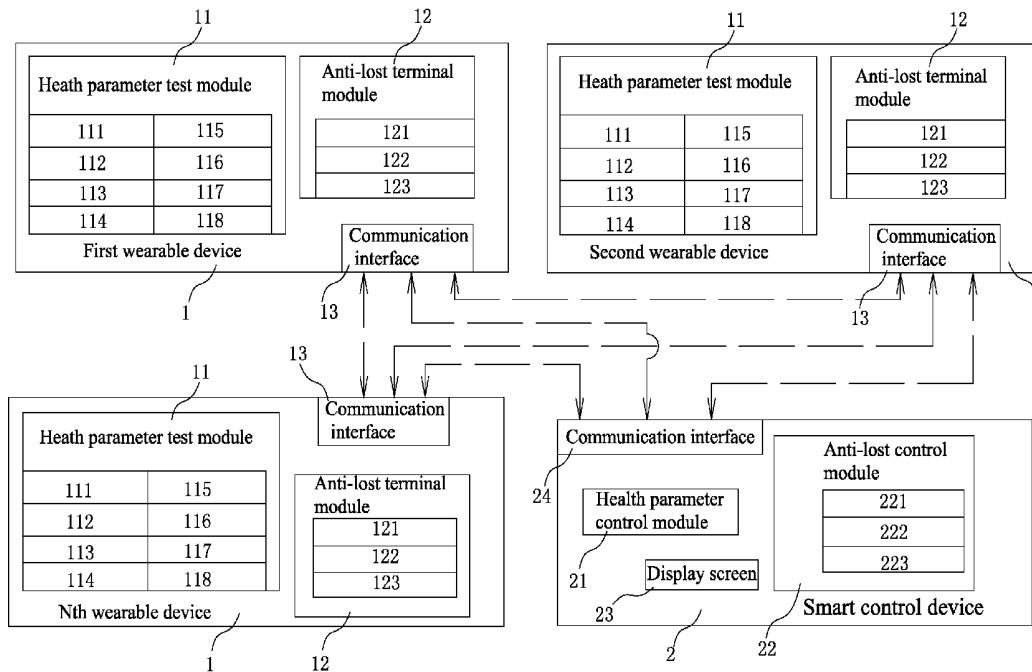 11
12
11
12
Heath parameter test module
111 115
112 116
113 117
114 118
First wearable device
Anti-lost terminal
module
121
122
123
Communication
interface
1
13
Heath parameter test module
111 115
112 116
113 117
114 118
Second wearable device
Anti-lost terminal
module
121
122
123
Communication
interface
13
11
13
Heath parameter test module
111 115
112 116
113 117
114 118
Nth wearable device
Communication
interface
Anti-lost terminal module
121
122
123
1
12
Communication interface
24
Health parameter
control module
21
Display screen
23
Anti-lost control
module
221
222
223
Smart control device
2
22